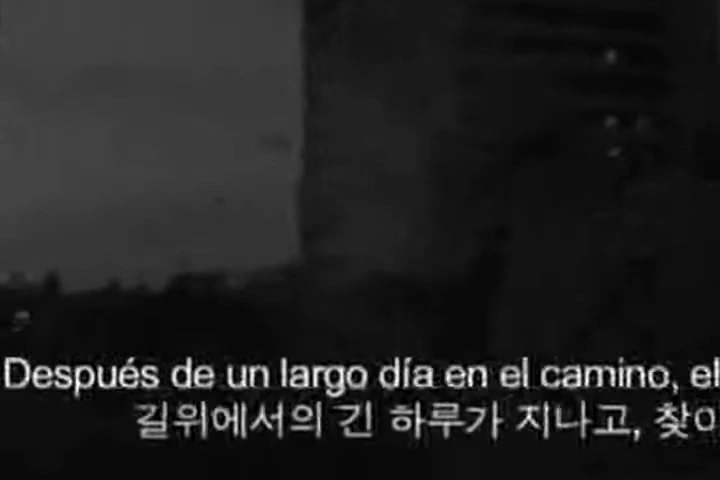 Después de un largo día en el camino, el
길위에서의 긴 하루가 지나고,